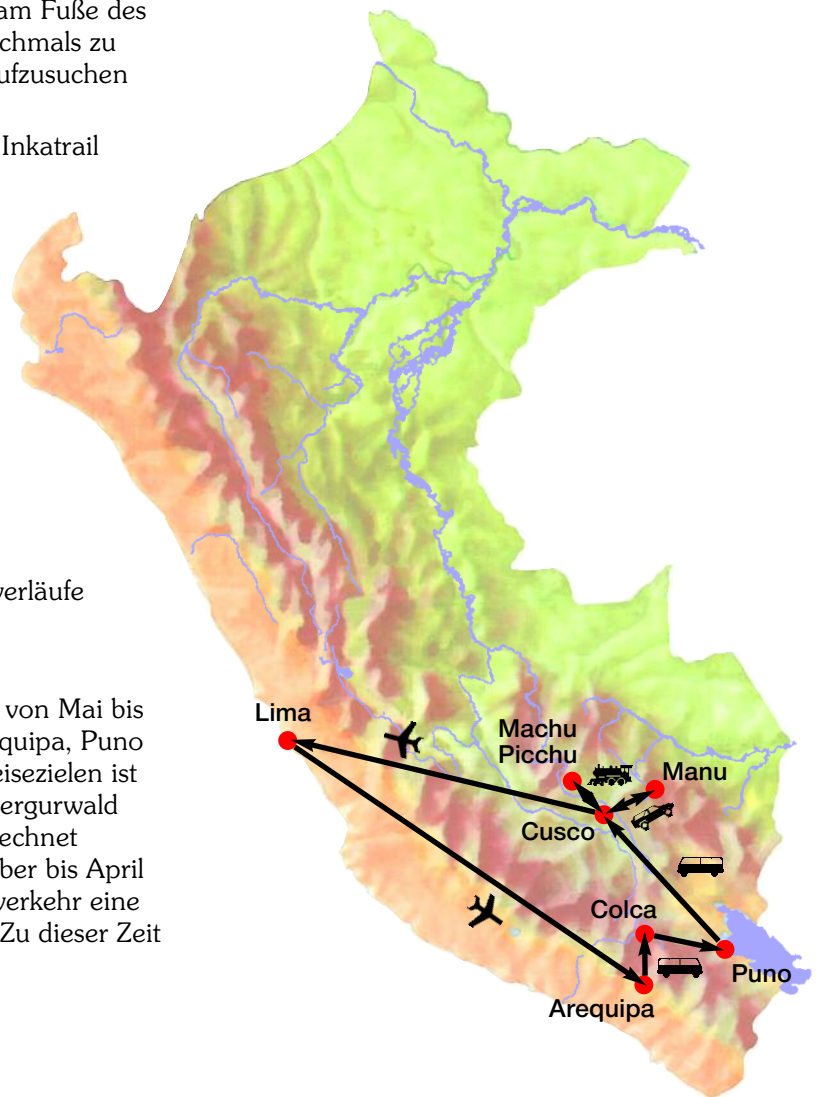 am Fuße des
chmals zu
ufzusuchen
Inkatrail
verläufe
von Mai bis
quipa, Puno
eisezielen ist
ergurwald
echnet
ber bis April
verkehr eine
Zu dieser Zeit
Lima
Machu
Picchu
Manu
Cusco
Colca
Puno
Arequipa